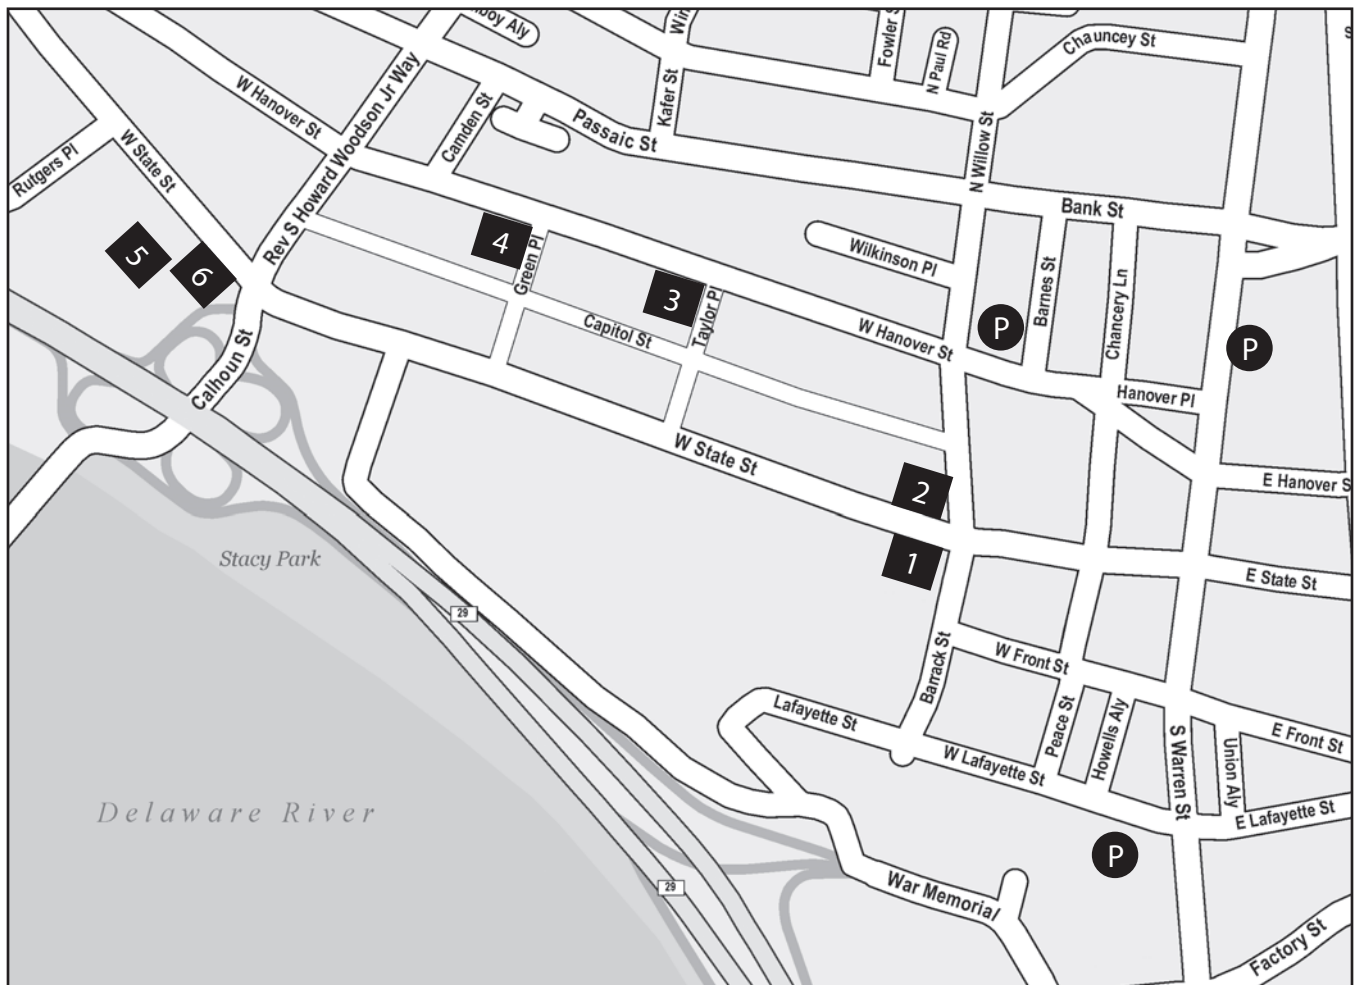 nboy Aly
Win
Fowler S
N Paul Rd
Chauncey St
S
W Hanover St
Rev S Howard Woodson Jr Way
Camden St
Kafer St
Passaic St
N Willow St
Rutgers Pl
W State St
Bank St
5
6
4
Green Pl
Wilkinson Pl
3
Taylor Pl
Capitol St
W Hanover St
P
Barnes St
Chancery Ln
P
Calhoun St
Hanover Pl
W State St
2
E Hanover S
Stacy Park
1
E State St
29
W Front St
Barrack St
Lafayette St
Peace St
Howells Aly
S Warren St
Union Aly
E Front St
W Lafayette St
Delaware River
E Lafayette St
P
29
War Memorial
Factory St